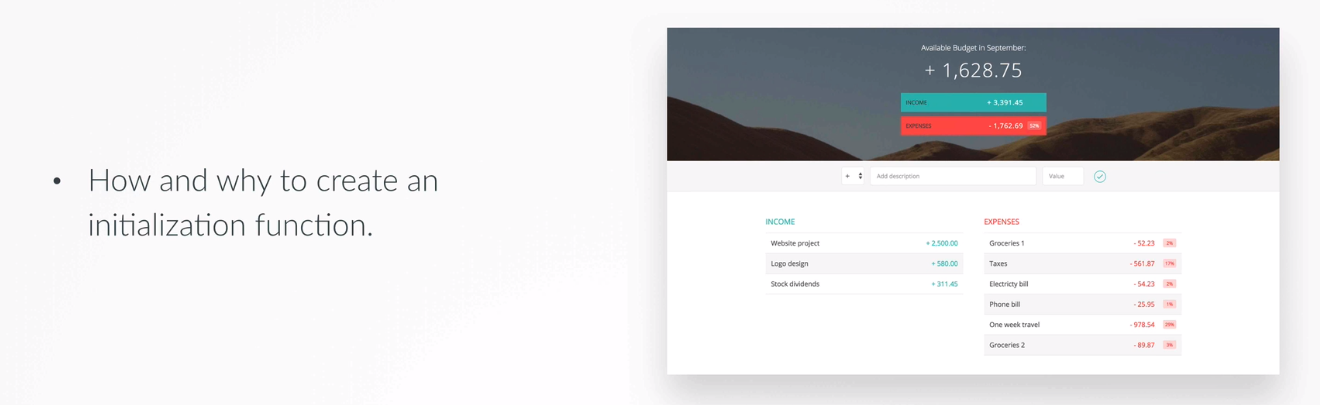 • How and why to create an
initialization function.
Available Budget in September:
+ 1,628.75
INCOME + 3,391.45
EXPENSES - 1,762.69 52%
+ Add description Value
INCOME
Website project + 2,500.00
Logo design + 580.00
Stock dividends + 311.45
EXPENSES
Groceries 1 - 52.23 2%
Taxes - 561.87 17%
Electricty bill - 54.23 2%
Phone bill - 25.95 1%
One week travel - 978.54
Groceries 2 - 89.87 3%